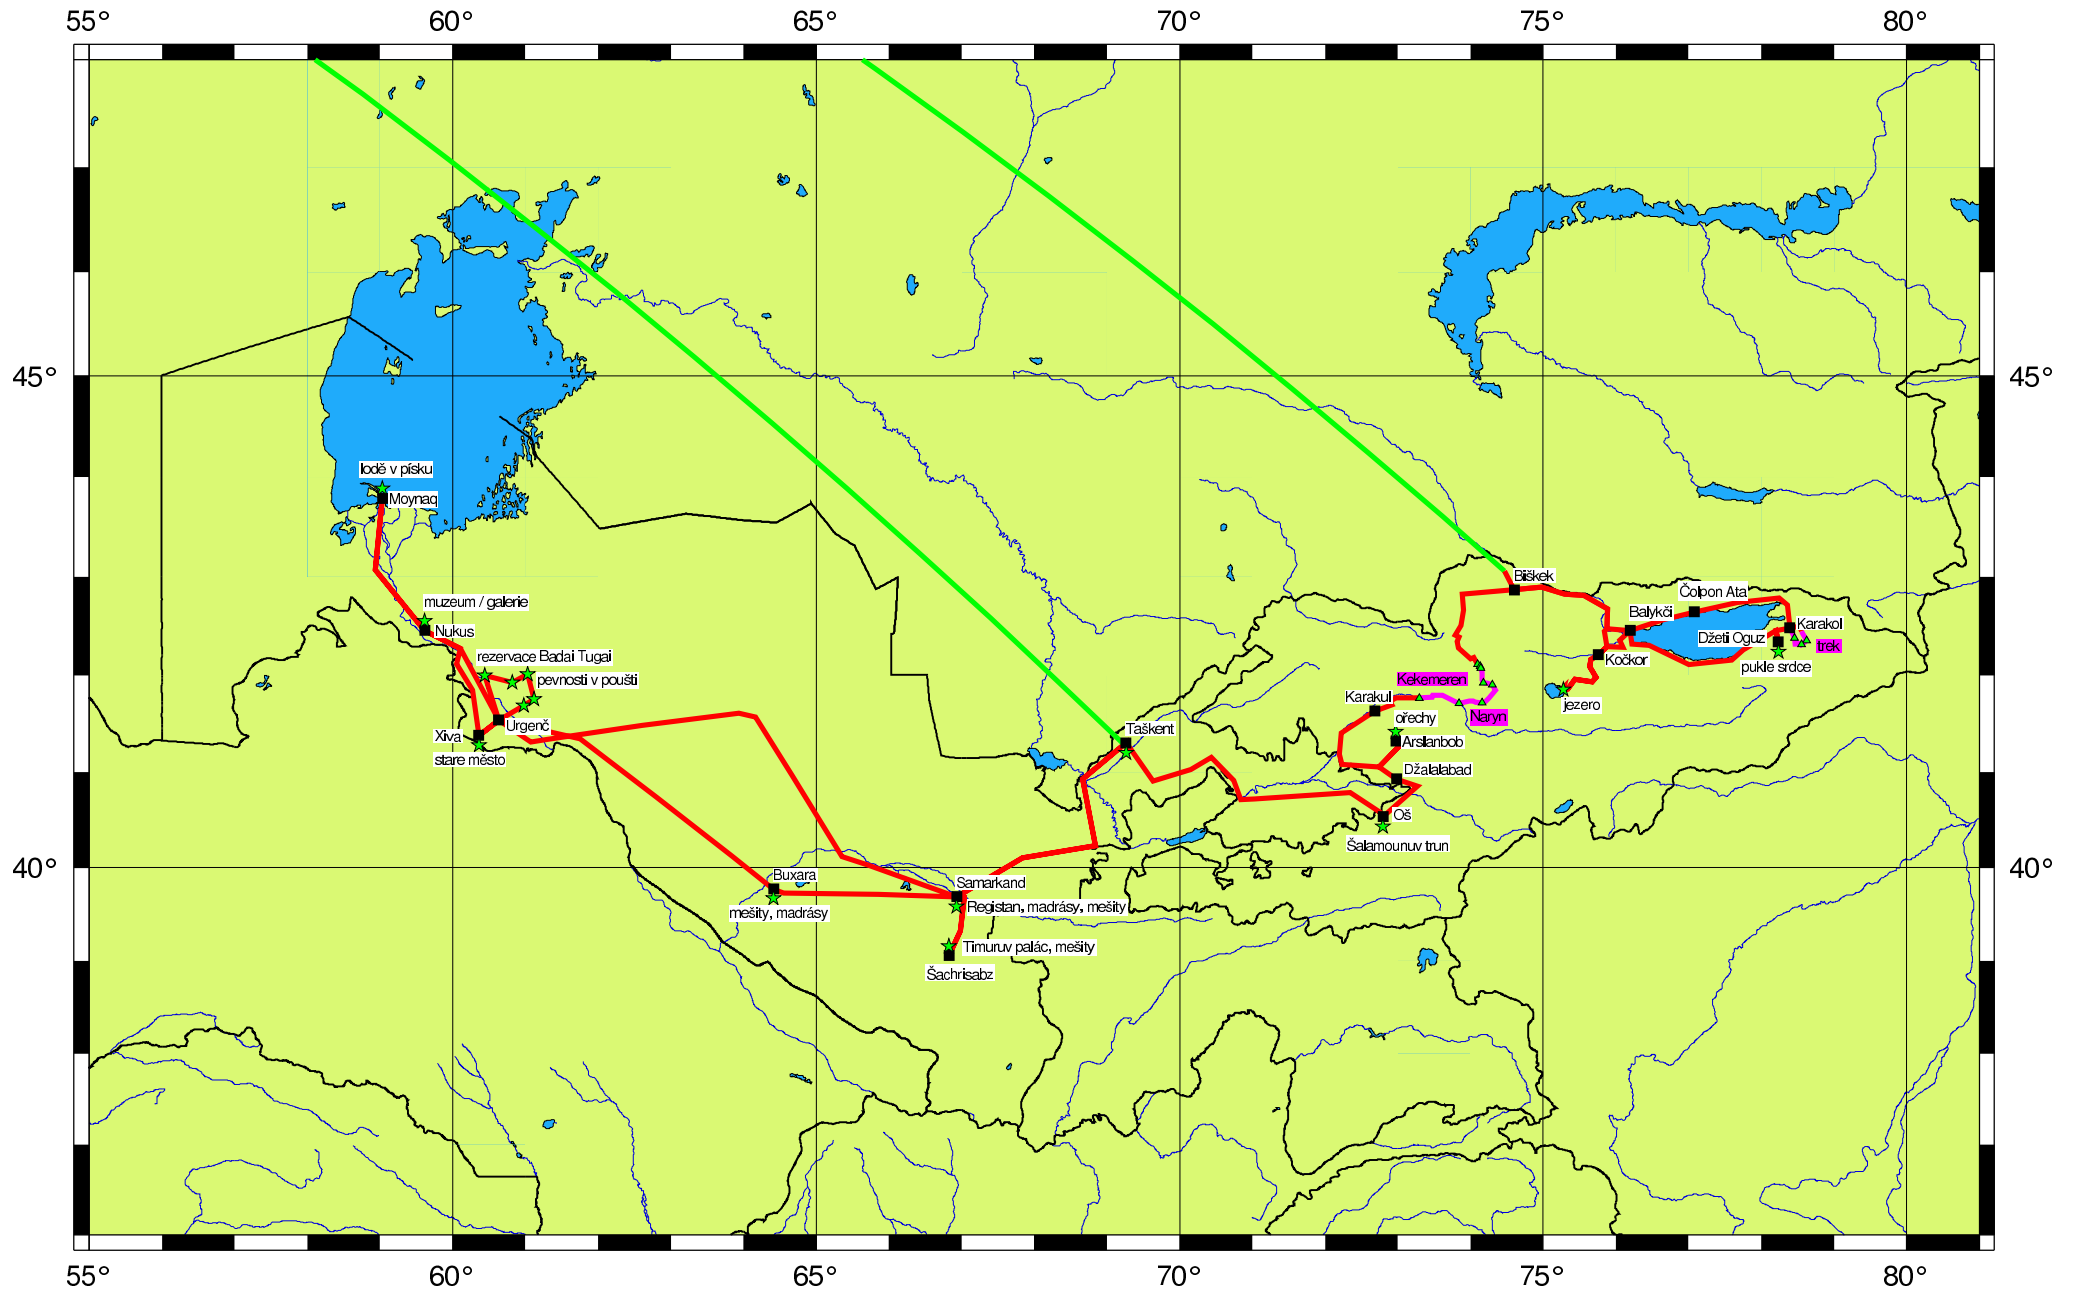 55° 60° 65° 70° 75° 80°
45° 45°
lodě v písku
Moynaq
Biškek
muzeum / galerie
Čolpon Ata
Balykči
Nukus
Karakol
Džeti Oguz
trek
rezervace Badai Tugai
Kočkor
pukle srdce
pevnosti v poušti
Kekemeren
Karakul
jezero
ořechy
Naryn
Urgenč
Taškent
Xiva
Arslanbob
stare město
Džalalabad
Oš
Šalamounuv trun
40° 40°
Buxara
Samarkand
mešity, madrásy
Registan, madrásy, mešity
Timuruv palác, mešity
Šachrisabz
55° 60° 65° 70° 75° 80°